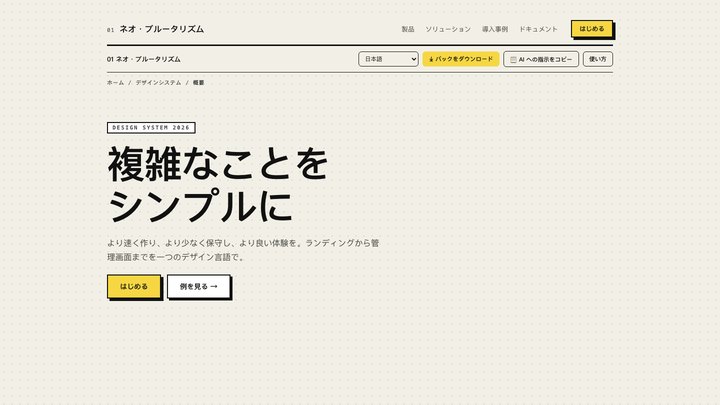 01 ネオ・ブルータリズム
製品 ソリューション 導入事例 ドキュメント はじめる
01 ネオ・ブルータリズム
日本語 パックをダウンロード AI への指示をコピー 使い方
ホーム / デザインシステム / 概要
DESIGN SYSTEM 2026
複雑なことを
シンプルに
より速く作り、より少なく保守し、より良い体験を。ランディングから管
理画面までを一つのデザイン言語で。
はじめる 例を見る →